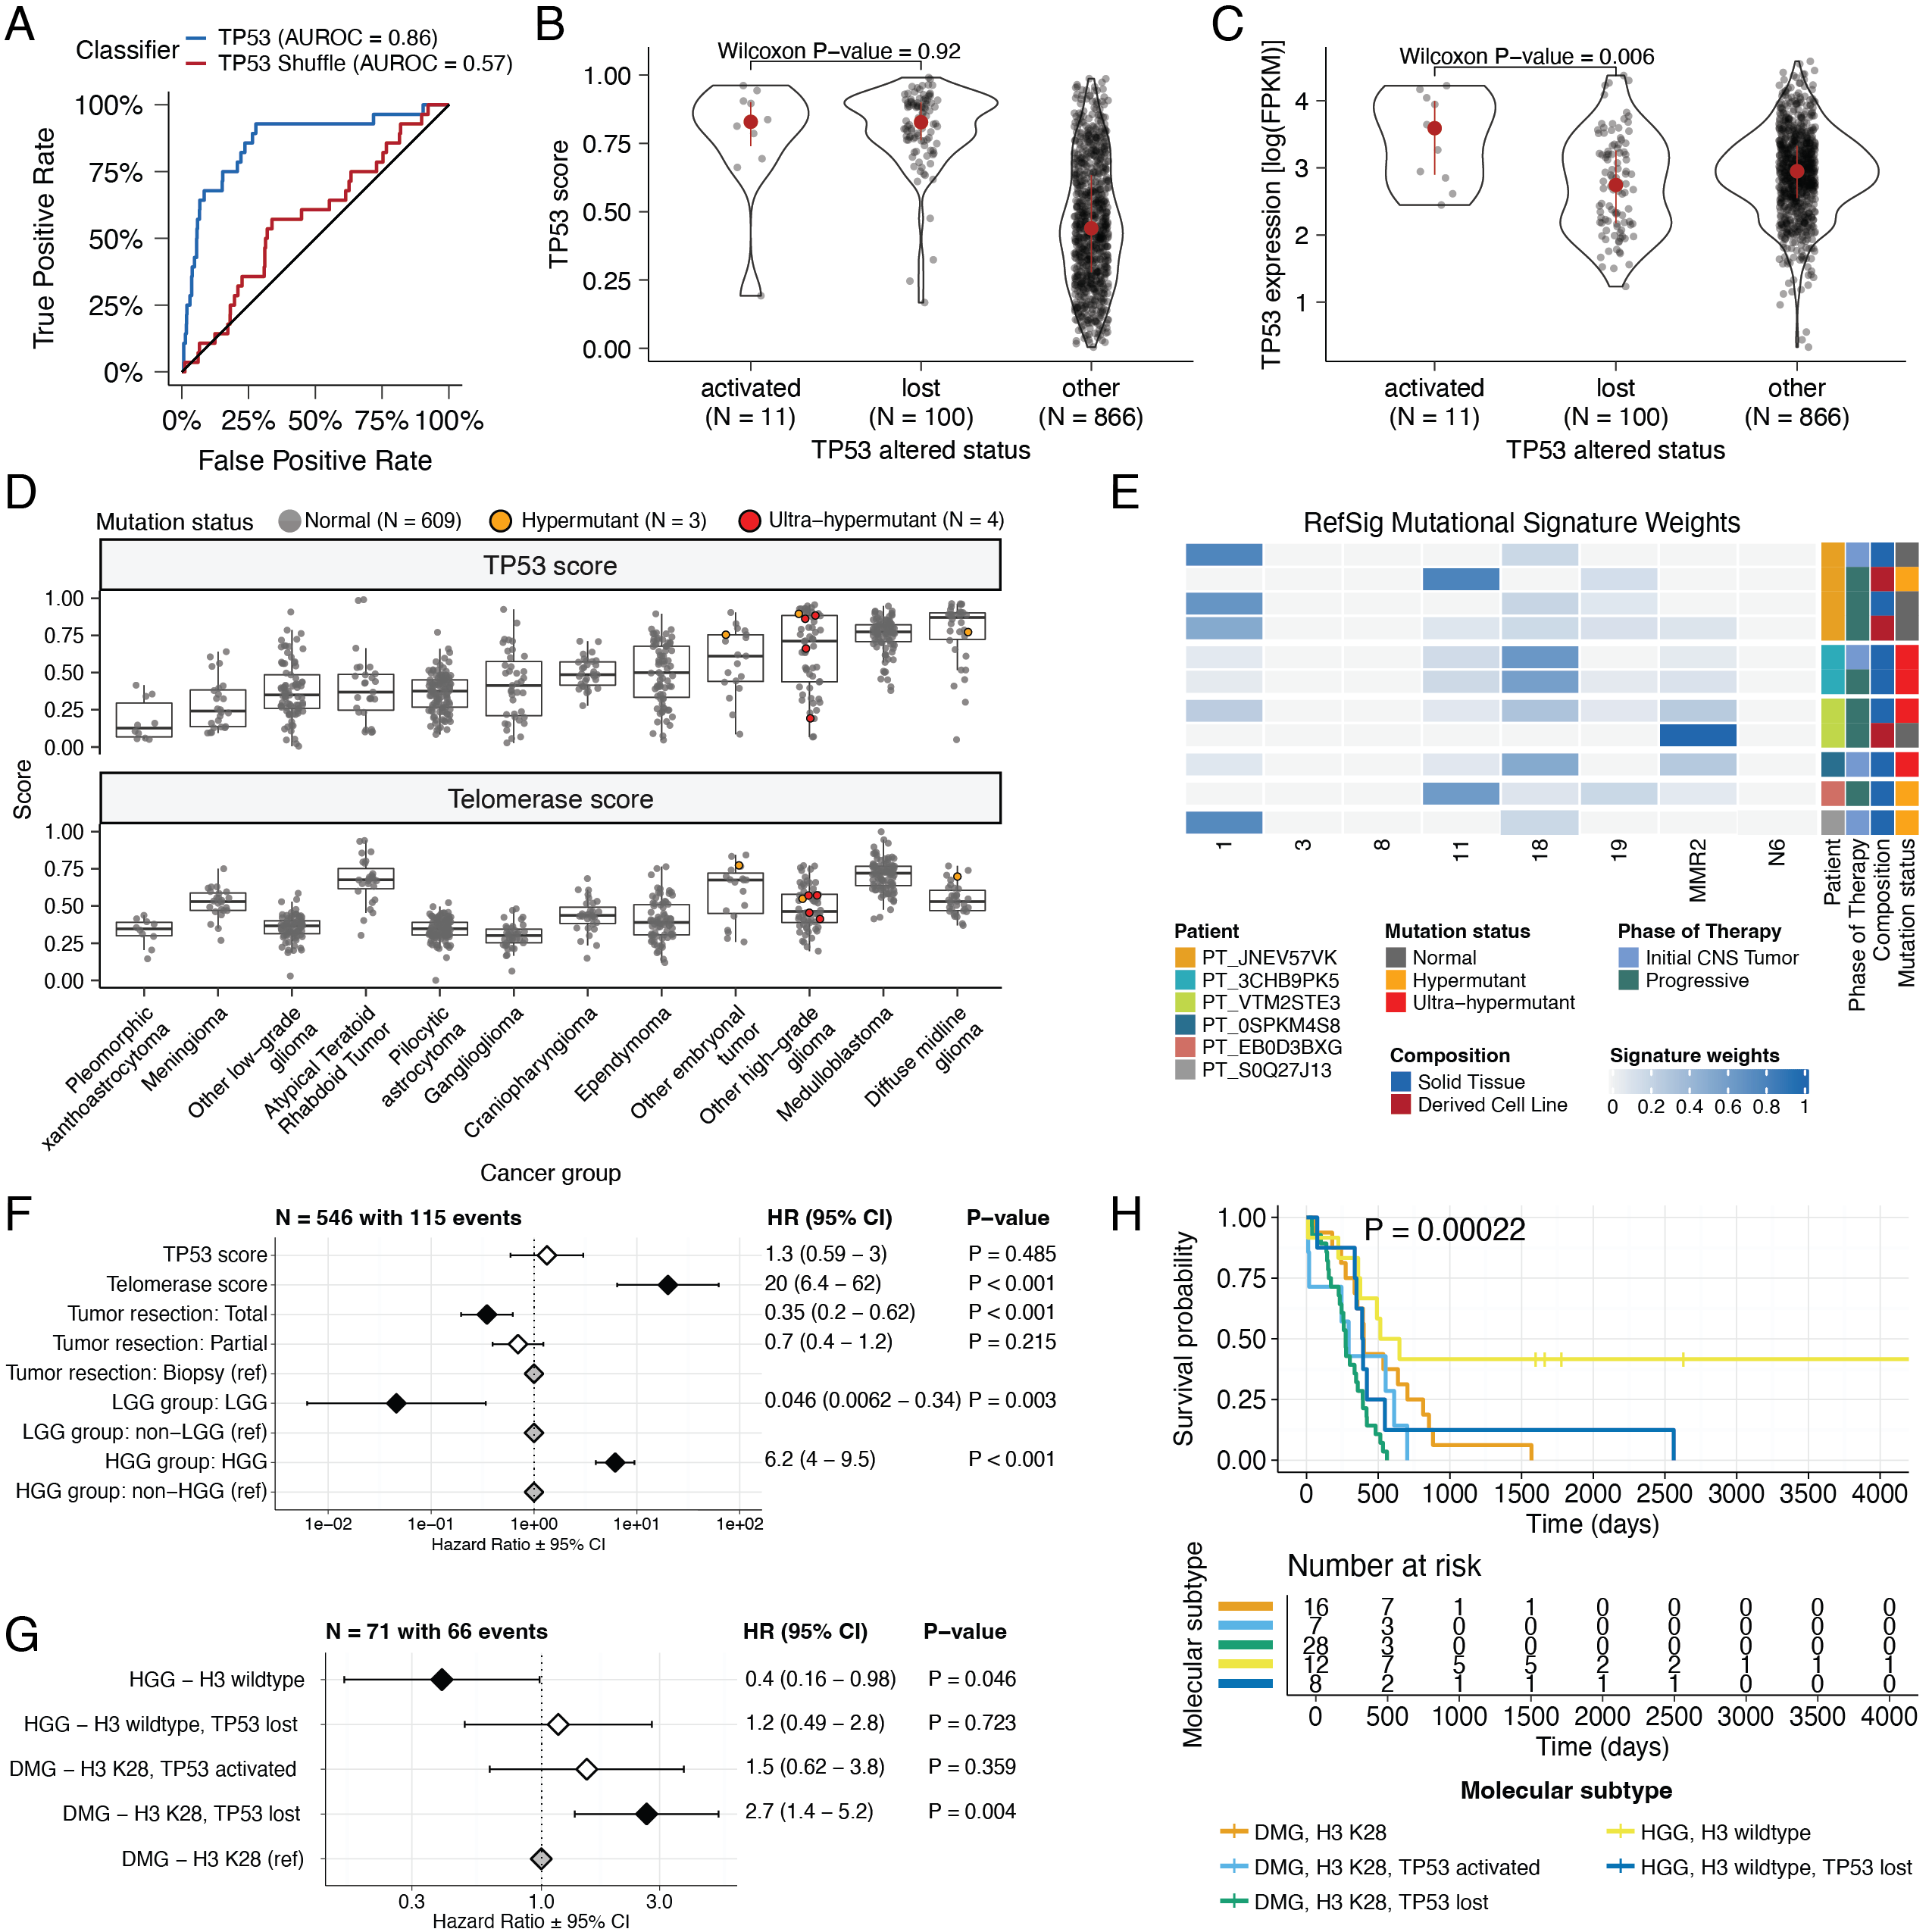 A
Classifier
TP53 (AUROC = 0.86)
TP53 Shuffle (AUROC = 0.57)
True Positive Rate
100%
75%
50%
25%
0%
0% 25% 50% 75% 100%
False Positive Rate
B
Wilcoxon P−value = 0.92
TP53 score
1.00
0.75
0.50
0.25
0.00
activated (N = 11)
lost (N = 100)
other (N = 866)
TP53 altered status
C
Wilcoxon P−value = 0.006
TP53 expression [log(FPKM)]
4
3
2
1
activated (N = 11)
lost (N = 100)
other (N = 866)
TP53 altered status
D
Mutation status Normal (N = 609) Hypermutant (N = 3) Ultra−hypermutant (N = 4)
TP53 score
1.00
0.75
0.50
0.25
0.00
Score
Telomerase score
1.00
0.75
0.50
0.25
0.00
Pleomorphic xanthoastrocytoma
Meningioma
Other low−grade glioma
Atypical Teratoid Rhabdoid Tumor
Pilocytic astrocytoma
Ganglioglioma
Craniopharyngioma
Ependymoma
Other embryonal tumor
Other high−grade glioma
Medulloblastoma
Diffuse midline glioma
Cancer group
E
RefSig Mutational Signature Weights
1 3 8 11 18 19 MMR2 N6
Patient
Phase of Therapy
Composition
Mutation status
Patient
PT_JNEV57VK
PT_3CHB9PK5
PT_VTM2STE3
PT_0SPKM4S8
PT_EB0D3BXG
PT_S0Q27J13
Mutation status
Normal
Hypermutant
Ultra−hypermutant
Phase of Therapy
Initial CNS Tumor
Progressive
Composition
Solid Tissue
Derived Cell Line
Signature weights
0 0.2 0.4 0.6 0.8 1
F
N = 546 with 115 events HR (95% CI) P−value
TP53 score 1.3 (0.59 − 3) P = 0.485
Telomerase score 20 (6.4 − 62) P < 0.001
Tumor resection: Total 0.35 (0.2 − 0.62) P < 0.001
Tumor resection: Partial 0.7 (0.4 − 1.2) P = 0.215
Tumor resection: Biopsy (ref)
LGG group: LGG 0.046 (0.0062 − 0.34) P = 0.003
LGG group: non−LGG (ref)
HGG group: HGG 6.2 (4 − 9.5) P < 0.001
HGG group: non−HGG (ref)
1e−02 1e−01 1e+00 1e+01 1e+02
Hazard Ratio ± 95% CI
G
N = 71 with 66 events HR (95% CI) P−value
HGG − H3 wildtype 0.4 (0.16 − 0.98) P = 0.046
HGG − H3 wildtype, TP53 lost 1.2 (0.49 − 2.8) P = 0.723
DMG − H3 K28, TP53 activated 1.5 (0.62 − 3.8) P = 0.359
DMG − H3 K28, TP53 lost 2.7 (1.4 − 5.2) P = 0.004
DMG − H3 K28 (ref)
0.3 1.0 3.0
Hazard Ratio ± 95% CI
H
P = 0.00022
Survival probability
1.00
0.75
0.50
0.25
0.00
0 500 1000 1500 2000 2500 3000 3500 4000
Time (days)
Number at risk
Molecular subtype
16 7 1 1 0 0 0 0 0
7 3 0 0 0 0 0 0 0
28 3 0 0 0 0 0 0 0
12 7 5 5 2 2 1 1 1
8 2 1 1 1 1 0 0 0
0 500 1000 1500 2000 2500 3000 3500 4000
Time (days)
Molecular subtype
DMG, H3 K28
DMG, H3 K28, TP53 activated
DMG, H3 K28, TP53 lost
HGG, H3 wildtype
HGG, H3 wildtype, TP53 lost